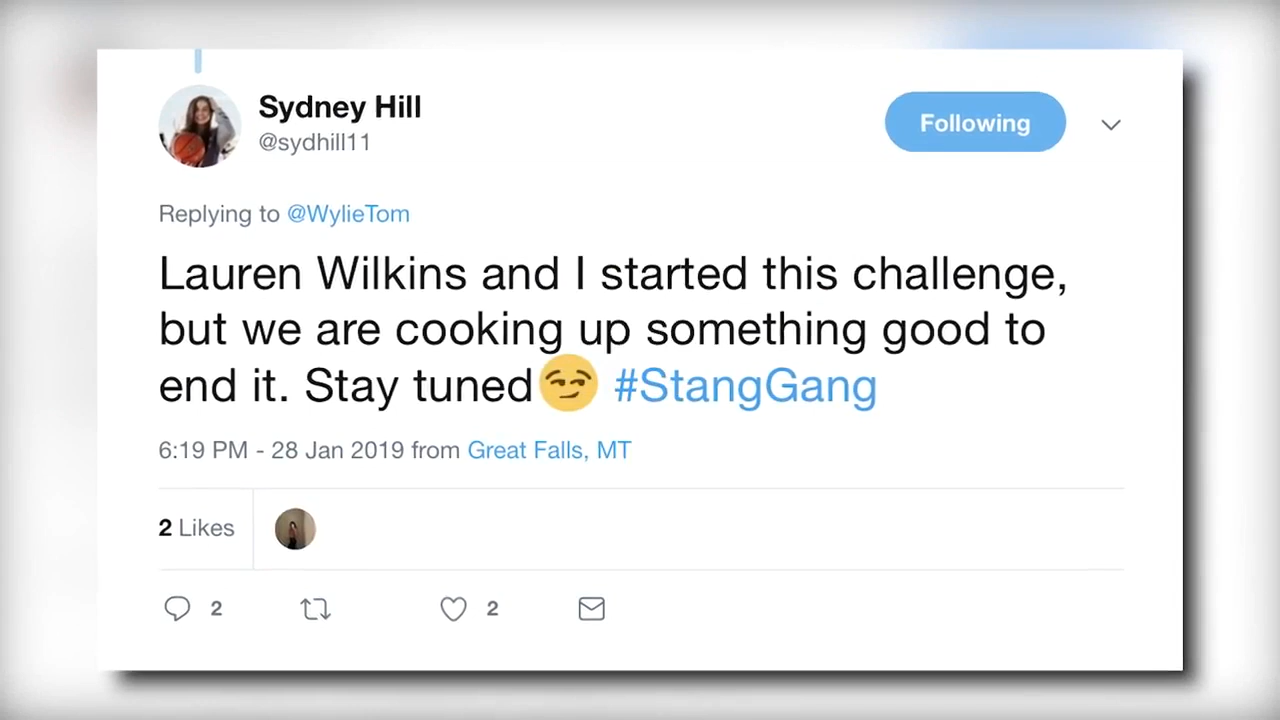 Sydney Hill
@sydhill11
Following
Replying to @WylieTom
Lauren Wilkins and I started this challenge,
but we are cooking up something good to
end it. Stay tuned😏 #StangGang
6:19 PM - 28 Jan 2019 from Great Falls, MT
2 Likes
2 2